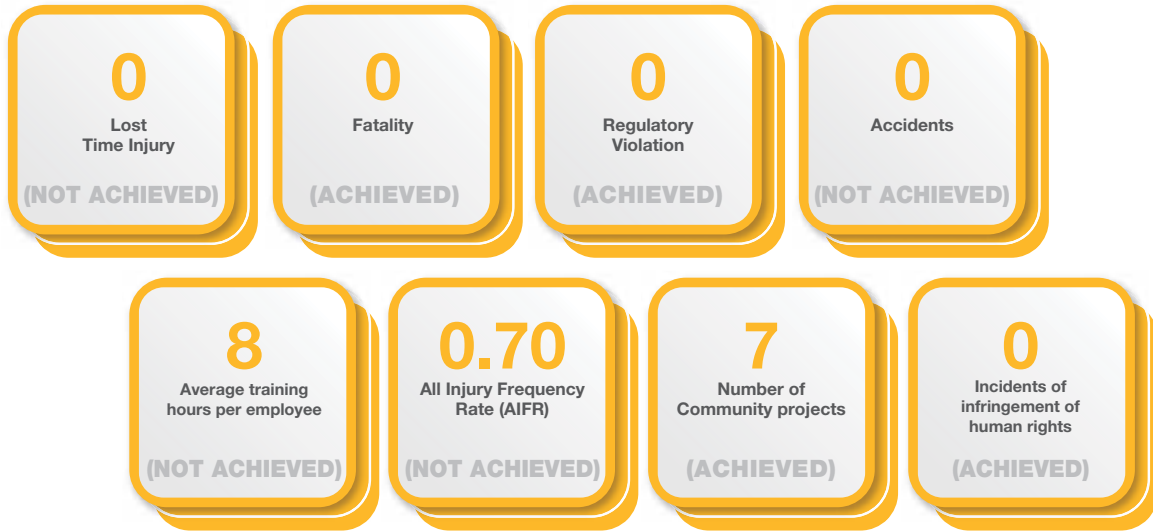 0
Lost
Time Injury
(NOT ACHIEVED)
0
Fatality
(ACHIEVED)
0
Regulatory
Violation
(ACHIEVED)
0
Accidents
(NOT ACHIEVED)
8
Average training
hours per employee
(NOT ACHIEVED)
0.70
All Injury Frequency
Rate (AIFR)
(NOT ACHIEVED)
7
Number of
Community projects
(ACHIEVED)
0
Incidents of
infringement of
human rights
(ACHIEVED)